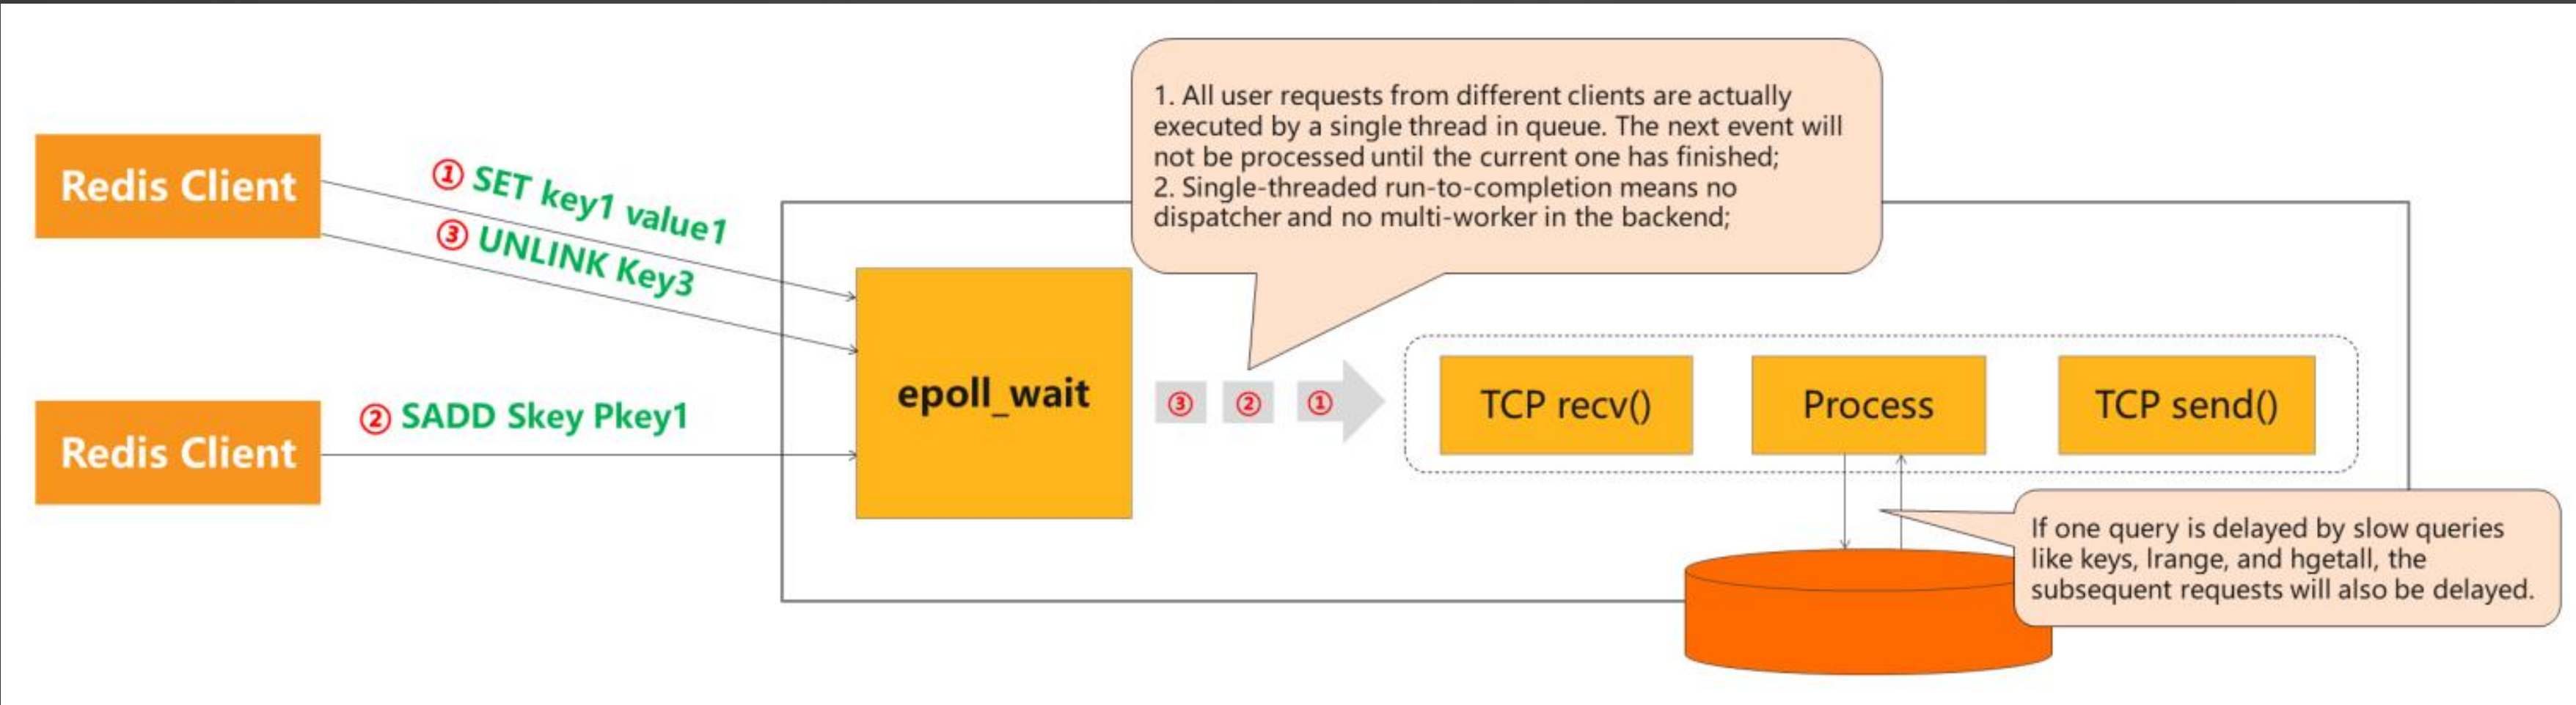 1. All user requests from different clients are actually
executed by a single thread in queue. The next event will
not be processed until the current one has finished;
2. Single-threaded run-to-completion means no
dispatcher and no multi-worker in the backend;
Redis Client
① SET key1 value1
③ UNLINK Key3
Redis Client
② SADD Skey Pkey1
epoll_wait
③ ② ①
TCP recv()
Process
TCP send()
If one query is delayed by slow queries
like keys, lrange, and hgetall, the
subsequent requests will also be delayed.